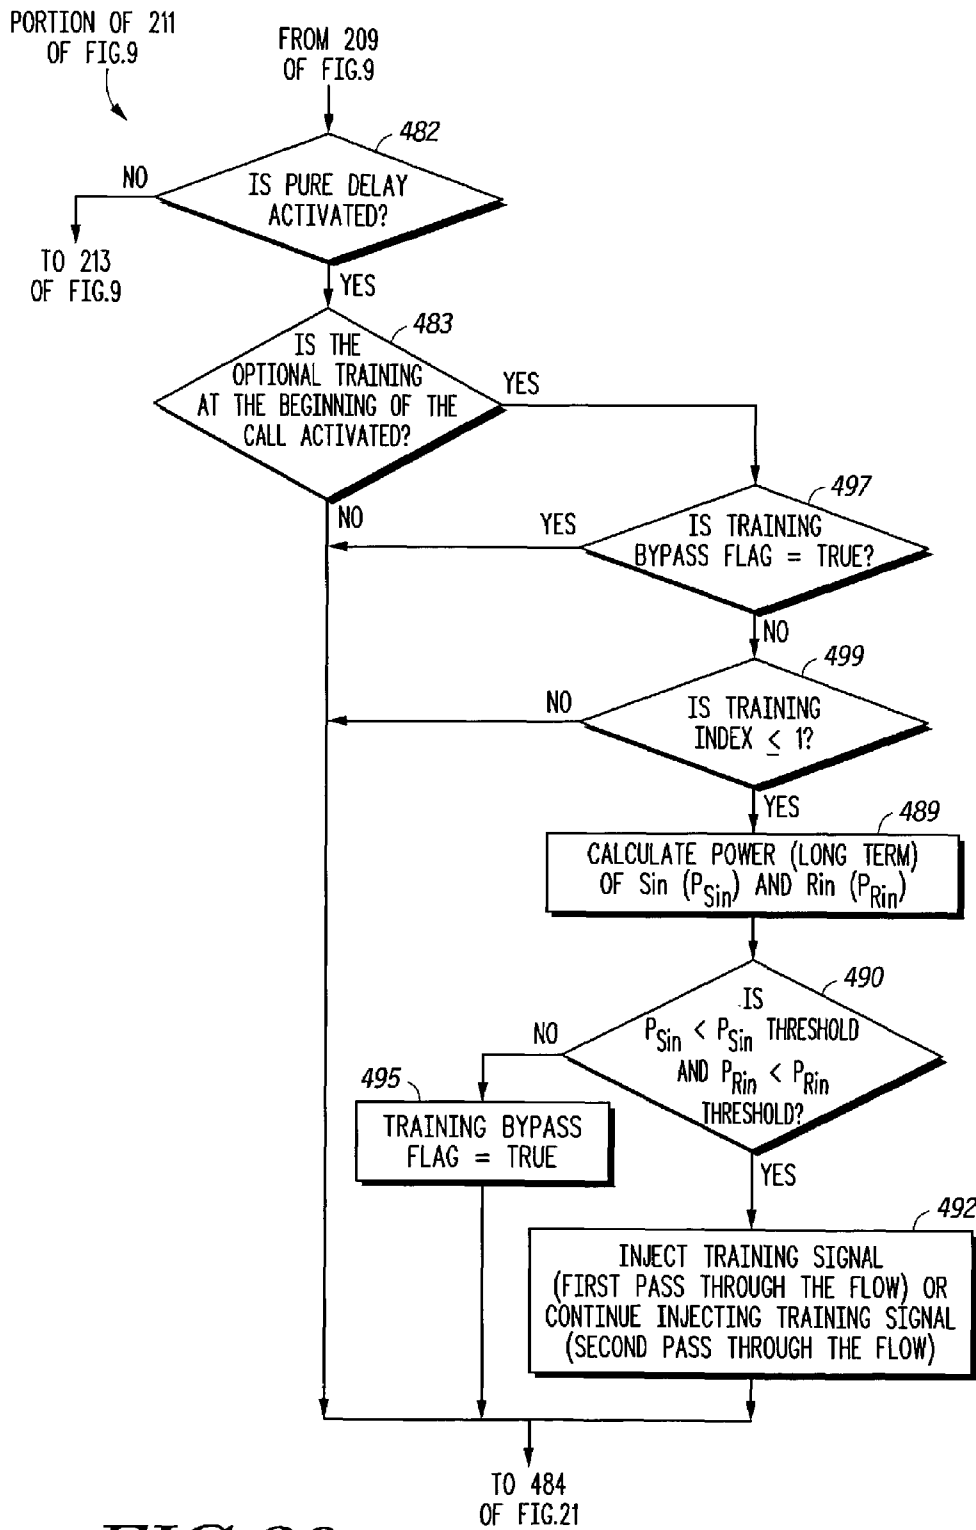 PORTION OF 211
OF FIG.9
FROM 209
OF FIG.9
482
IS PURE DELAY
ACTIVATED?
NO
TO 213
OF FIG.9
YES
483
IS THE
OPTIONAL TRAINING
AT THE BEGINNING OF THE
CALL ACTIVATED?
YES
NO
497
IS TRAINING
BYPASS FLAG = TRUE?
YES
NO
499
IS TRAINING
INDEX ≤ 1?
NO
YES
489
CALCULATE POWER (LONG TERM)
OF Sin (PSin) AND Rin (PRin)
490
IS
PSin < PSin THRESHOLD
AND PRin < PRin
THRESHOLD?
NO
495
TRAINING BYPASS
FLAG = TRUE
YES
492
INJECT TRAINING SIGNAL
(FIRST PASS THROUGH THE FLOW) OR
CONTINUE INJECTING TRAINING SIGNAL
(SECOND PASS THROUGH THE FLOW)
TO 484
OF FIG.21